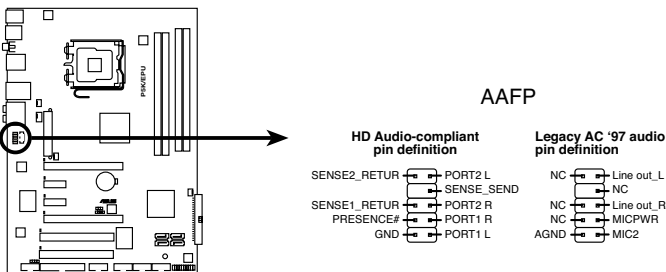 P5K/EPU
ASUS
AAFP
HD Audio-compliant
pin definition
SENSE2_RETUR
PORT2 L
SENSE_SEND
SENSE1_RETUR
PORT2 R
PRESENCE#
PORT1 R
GND
PORT1 L
Legacy AC ‘97 audio
pin definition
NC
Line out_L
NC
NC
Line out_R
NC
MICPWR
AGND
MIC2